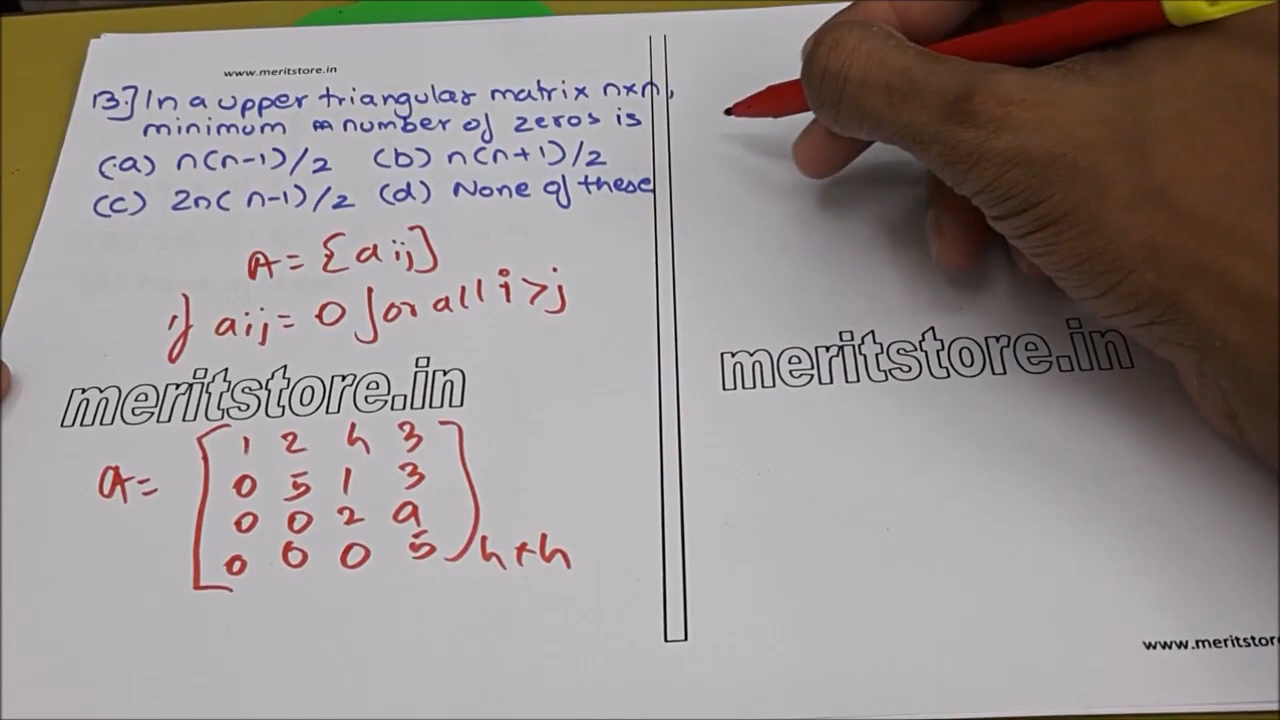 www.meritstore.in
13.] In a upper triangular matrix n×n,
minimum number of zeros is
(a) n(n-1)/2 (b) n(n+1)/2
(c) 2n(n-1)/2 (d) None of these
A = {aij]
if aij = 0 for all i>j
meritstore.in
A =
1 2 4 3
0 5 1 3
0 0 2 9
0 0 0 5
4×4
meritstore.in
www.meritstor